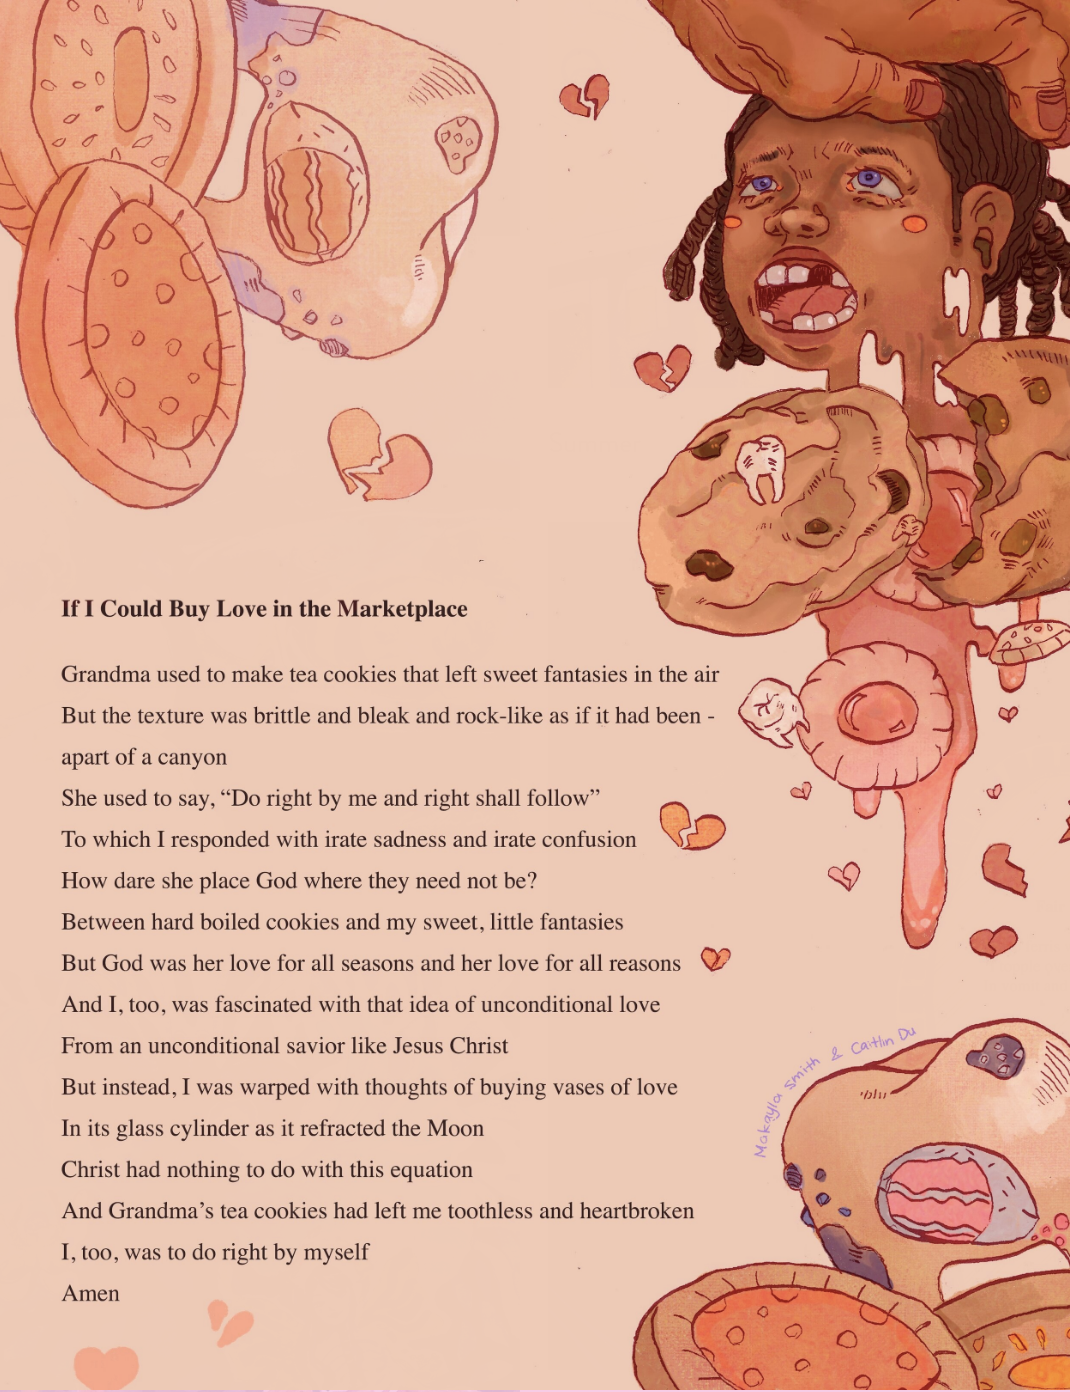 If I Could Buy Love in the Marketplace
Grandma used to make tea cookies that left sweet fantasies in the air
But the texture was brittle and bleak and rock-like as if it had been -
apart of a canyon
She used to say, “Do right by me and right shall follow”
To which I responded with irate sadness and irate confusion
How dare she place God where they need not be?
Between hard boiled cookies and my sweet, little fantasies
But God was her love for all seasons and her love for all reasons
And I, too, was fascinated with that idea of unconditional love
From an unconditional savior like Jesus Christ
But instead, I was warped with thoughts of buying vases of love
In its glass cylinder as it refracted the Moon
Christ had nothing to do with this equation
And Grandma’s tea cookies had left me toothless and heartbroken
I, too, was to do right by myself
Amen
Makayla Smith & Caitlin Du